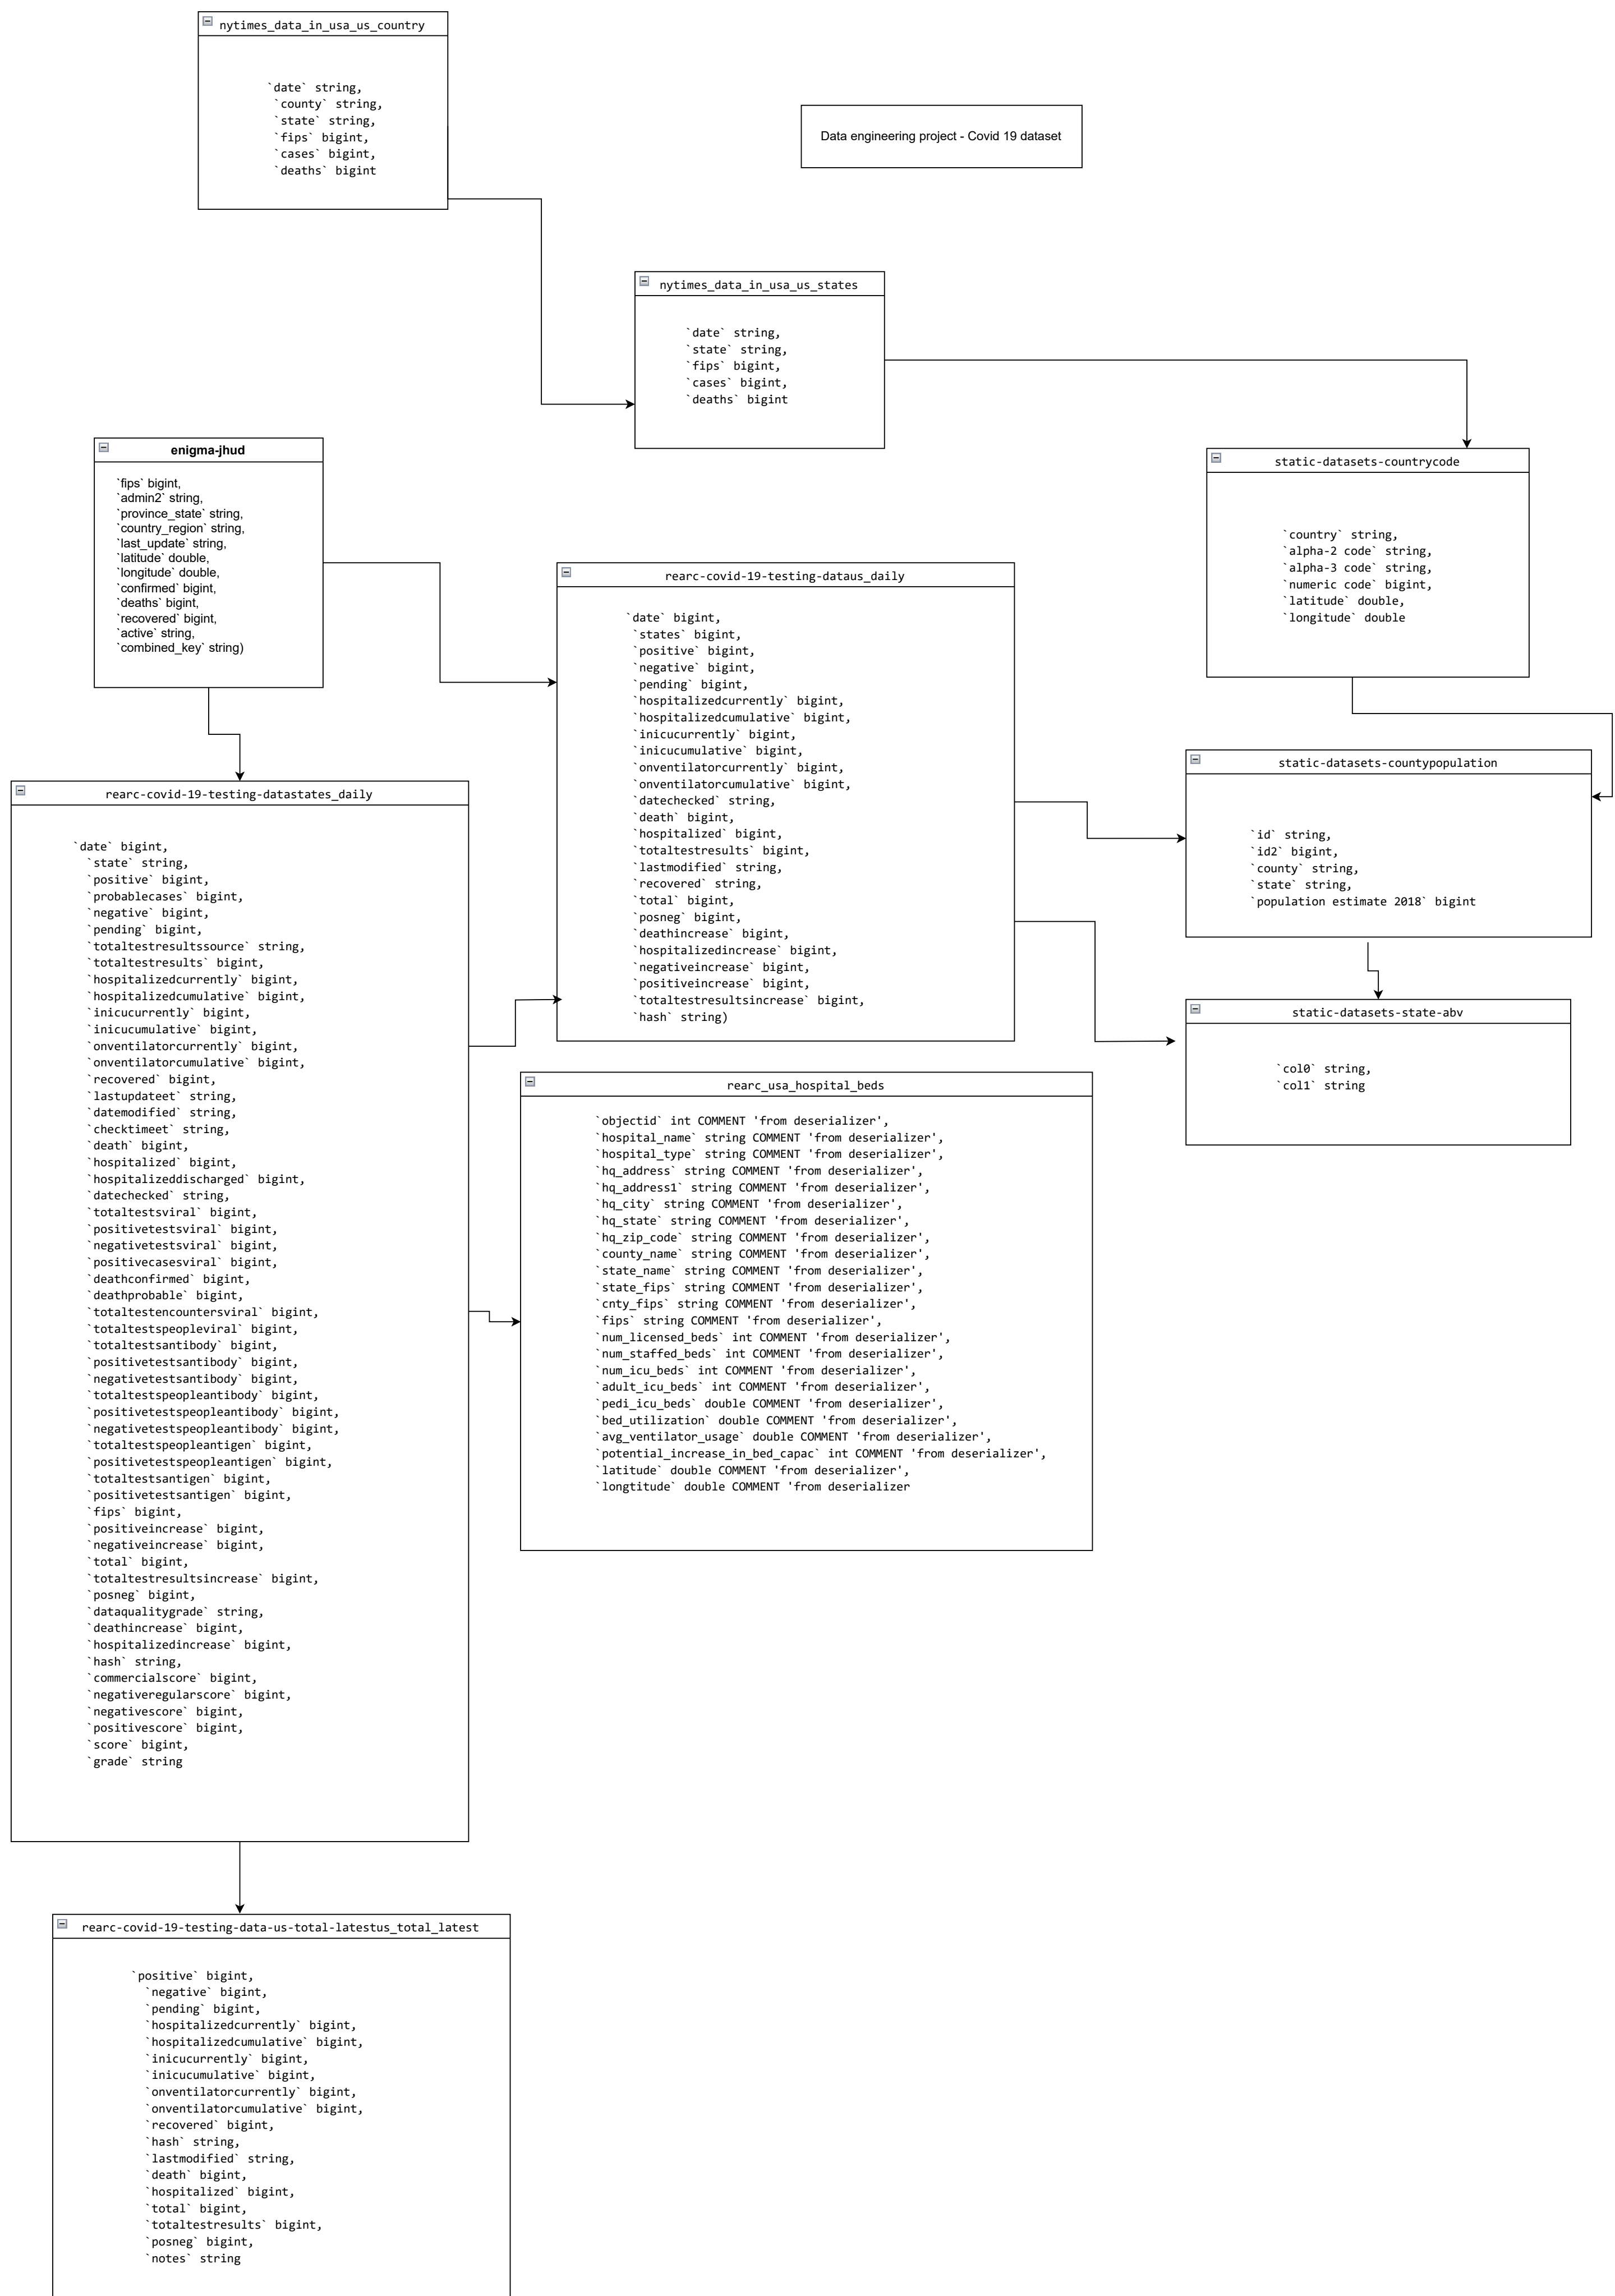 nytimes_data_in_usa_us_country
`date` string,
`county` string,
`state` string,
`fips` bigint,
`cases` bigint,
`deaths` bigint
Data engineering project - Covid 19 dataset
nytimes_data_in_usa_us_states
`date` string,
`state` string,
`fips` bigint,
`cases` bigint,
`deaths` bigint
enigma-jhud
`fips` bigint,
`admin2` string,
`province_state` string,
`country_region` string,
`last_update` string,
`latitude` double,
`longitude` double,
`confirmed` bigint,
`deaths` bigint,
`recovered` bigint,
`active` string,
`combined_key` string)
static-datasets-countrycode
`country` string,
`alpha-2 code` string,
`alpha-3 code` string,
`numeric code` bigint,
`latitude` double,
`longitude` double
rearc-covid-19-testing-dataus_daily
`date` bigint,
`states` bigint,
`positive` bigint,
`negative` bigint,
`pending` bigint,
`hospitalizedcurrently` bigint,
`hospitalizedcumulative` bigint,
`inicucurrently` bigint,
`inicucumulative` bigint,
`onventilatorcurrently` bigint,
`onventilatorcumulative` bigint,
`datechecked` string,
`death` bigint,
`hospitalized` bigint,
`totaltestresults` bigint,
`lastmodified` string,
`recovered` string,
`total` bigint,
`posneg` bigint,
`deathincrease` bigint,
`hospitalizedincrease` bigint,
`negativeincrease` bigint,
`positiveincrease` bigint,
`totaltestresultsincrease` bigint,
`hash` string)
static-datasets-countypopulation
`id` string,
`id2` bigint,
`county` string,
`state` string,
`population estimate 2018` bigint
static-datasets-state-abv
`col0` string,
`col1` string
rearc-covid-19-testing-datastates_daily
`date` bigint,
`state` string,
`positive` bigint,
`probablecases` bigint,
`negative` bigint,
`pending` bigint,
`totaltestresultssource` string,
`totaltestresults` bigint,
`hospitalizedcurrently` bigint,
`hospitalizedcumulative` bigint,
`inicucurrently` bigint,
`inicucumulative` bigint,
`onventilatorcurrently` bigint,
`onventilatorcumulative` bigint,
`recovered` bigint,
`lastupdateet` string,
`datemodified` string,
`checktimeet` string,
`death` bigint,
`hospitalized` bigint,
`hospitalizeddischarged` bigint,
`datechecked` string,
`totaltestsviral` bigint,
`positivetestsviral` bigint,
`negativetestsviral` bigint,
`positivecasesviral` bigint,
`deathconfirmed` bigint,
`deathprobable` bigint,
`totaltestencountersviral` bigint,
`totaltestspeopleviral` bigint,
`totaltestsantibody` bigint,
`positivetestsantibody` bigint,
`negativetestsantibody` bigint,
`totaltestspeopleantibody` bigint,
`positivetestspeopleantibody` bigint,
`negativetestspeopleantibody` bigint,
`totaltestspeopleantigen` bigint,
`positivetestspeopleantigen` bigint,
`totaltestsantigen` bigint,
`positivetestsantigen` bigint,
`fips` bigint,
`positiveincrease` bigint,
`negativeincrease` bigint,
`total` bigint,
`totaltestresultsincrease` bigint,
`posneg` bigint,
`dataqualitygrade` string,
`deathincrease` bigint,
`hospitalizedincrease` bigint,
`hash` string,
`commercialscore` bigint,
`negativeregularscore` bigint,
`negativescore` bigint,
`positivescore` bigint,
`score` bigint,
`grade` string
rearc_usa_hospital_beds
`objectid` int COMMENT 'from deserializer',
`hospital_name` string COMMENT 'from deserializer',
`hospital_type` string COMMENT 'from deserializer',
`hq_address` string COMMENT 'from deserializer',
`hq_address1` string COMMENT 'from deserializer',
`hq_city` string COMMENT 'from deserializer',
`hq_state` string COMMENT 'from deserializer',
`hq_zip_code` string COMMENT 'from deserializer',
`county_name` string COMMENT 'from deserializer',
`state_name` string COMMENT 'from deserializer',
`state_fips` string COMMENT 'from deserializer',
`cnty_fips` string COMMENT 'from deserializer',
`fips` string COMMENT 'from deserializer',
`num_licensed_beds` int COMMENT 'from deserializer',
`num_staffed_beds` int COMMENT 'from deserializer',
`num_icu_beds` int COMMENT 'from deserializer',
`adult_icu_beds` int COMMENT 'from deserializer',
`pedi_icu_beds` double COMMENT 'from deserializer',
`bed_utilization` double COMMENT 'from deserializer',
`avg_ventilator_usage` double COMMENT 'from deserializer',
`potential_increase_in_bed_capac` int COMMENT 'from deserializer',
`latitude` double COMMENT 'from deserializer',
`longtitude` double COMMENT 'from deserializer
rearc-covid-19-testing-data-us-total-latestus_total_latest
`positive` bigint,
`negative` bigint,
`pending` bigint,
`hospitalizedcurrently` bigint,
`hospitalizedcumulative` bigint,
`inicucurrently` bigint,
`inicucumulative` bigint,
`onventilatorcurrently` bigint,
`onventilatorcumulative` bigint,
`recovered` bigint,
`hash` string,
`lastmodified` string,
`death` bigint,
`hospitalized` bigint,
`total` bigint,
`totaltestresults` bigint,
`posneg` bigint,
`notes` string